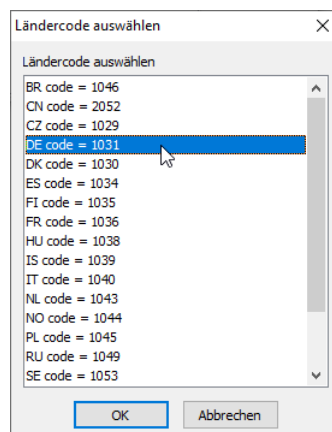 Ländercode auswählen
Ländercode auswählen
BR code = 1046
CN code = 2052
CZ code = 1029
DE code = 1031
DK code = 1030
ES code = 1034
FI code = 1035
FR code = 1036
HU code = 1038
IS code = 1039
IT code = 1040
NL code = 1043
NO code = 1044
PL code = 1045
RU code = 1049
SE code = 1053
OK Abbrechen